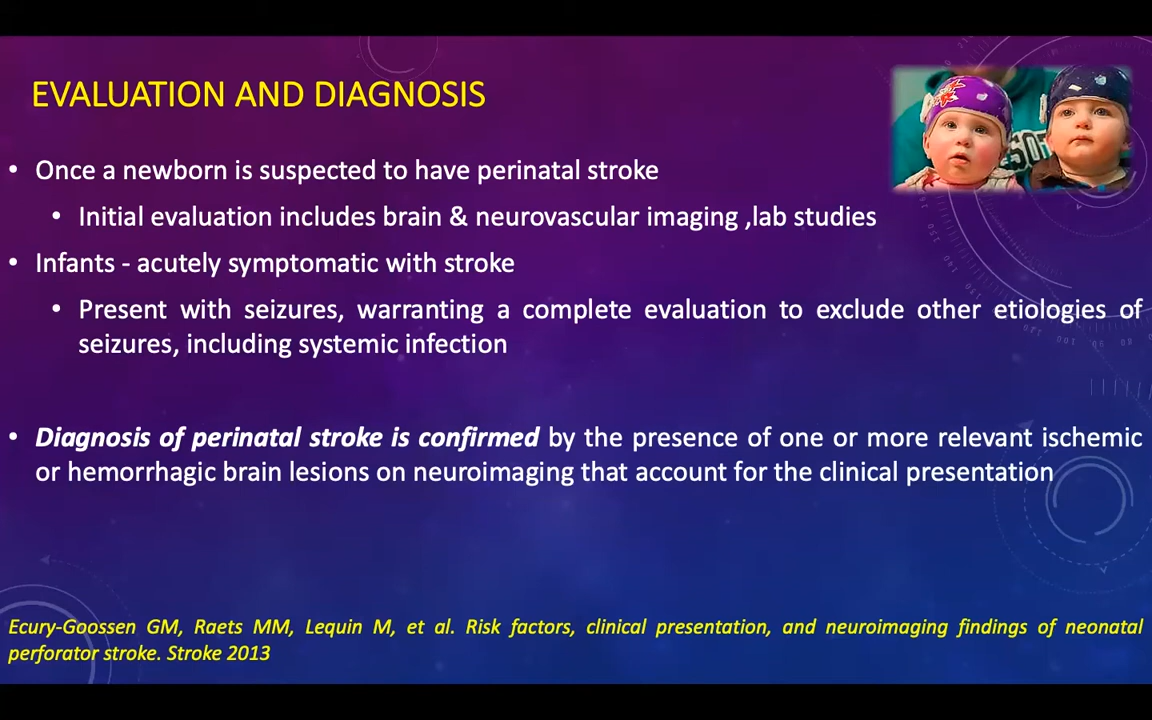 EVALUATION AND DIAGNOSIS
• Once a newborn is suspected to have perinatal stroke
• Initial evaluation includes brain & neurovascular imaging ,lab studies
• Infants - acutely symptomatic with stroke
• Present with seizures, warranting a complete evaluation to exclude other etiologies of
seizures, including systemic infection
• Diagnosis of perinatal stroke is confirmed by the presence of one or more relevant ischemic
or hemorrhagic brain lesions on neuroimaging that account for the clinical presentation
Ecury-Goossen GM, Raets MM, Lequin M, et al. Risk factors, clinical presentation, and neuroimaging findings of neonatal
perforator stroke. Stroke 2013